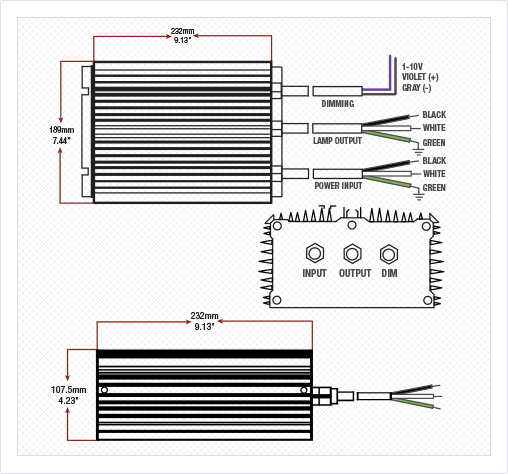 232mm
9.13"
1-10V
VIOLET (+)
GRAY (-)
DIMMING
BLACK
WHITE
LAMP OUTPUT
GREEN
189mm
7.44"
BLACK
WHITE
POWER INPUT
GREEN
INPUT
OUTPUT
DIM
232mm
9.13"
107.5mm
4.23"